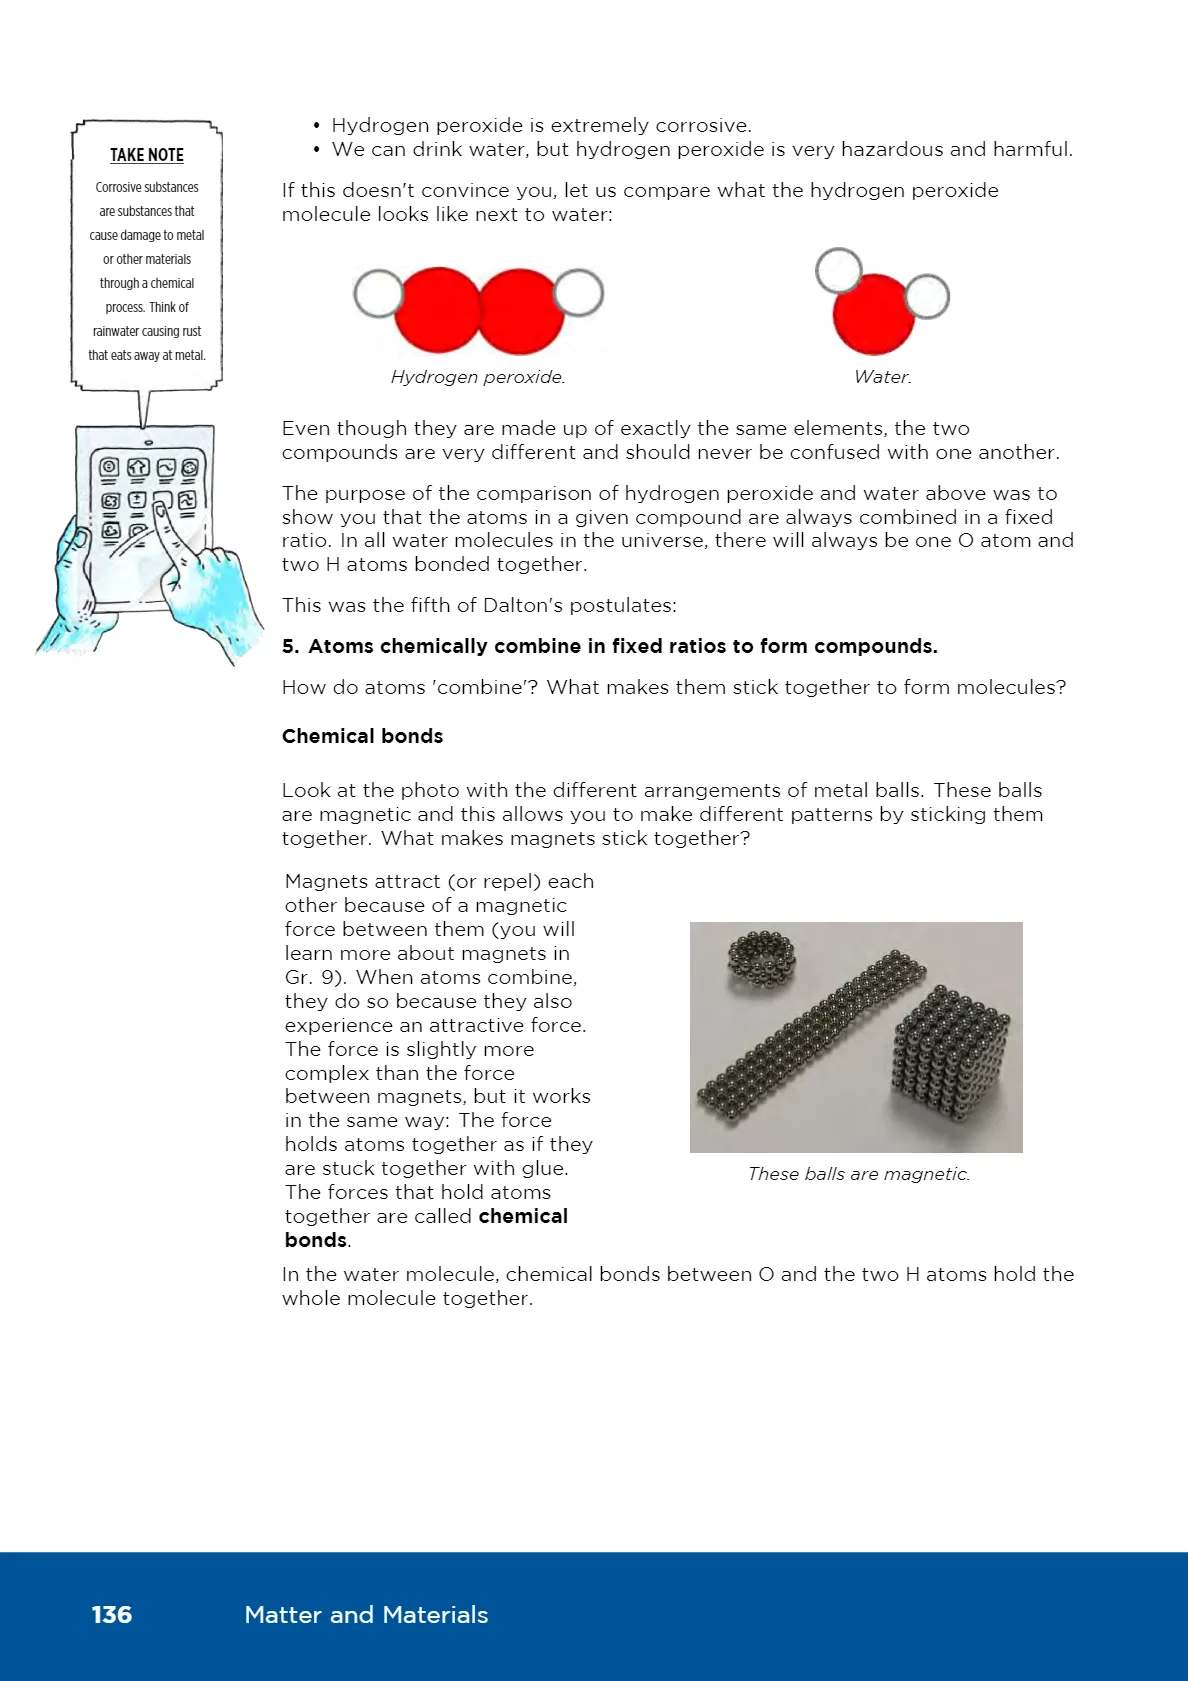 • Hydrogen peroxide is extremely corrosive.
• We can drink water, but hydrogen peroxide is very hazardous and harmful.
TAKE NOTE
Corrosive substances
are substances that
cause damage to metal
or other materials
through a chemical
process. Think of
rainwater causing rust
that eats away at metal.
If this doesn't convince you, let us compare what the hydrogen peroxide
molecule looks like next to water:
Hydrogen peroxide.
Water.
Even though they are made up of exactly the same elements, the two
compounds are very different and should never be confused with one another.
The purpose of the comparison of hydrogen peroxide and water above was to
show you that the atoms in a given compound are always combined in a fixed
ratio. In all water molecules in the universe, there will always be one O atom and
two H atoms bonded together.
This was the fifth of Dalton's postulates:
5. Atoms chemically combine in fixed ratios to form compounds.
How do atoms 'combine'? What makes them stick together to form molecules?
Chemical bonds
Look at the photo with the different arrangements of metal balls. These balls
are magnetic and this allows you to make different patterns by sticking them
together. What makes magnets stick together?
Magnets attract (or repel) each
other because of a magnetic
force between them (you will
learn more about magnets in
Gr. 9). When atoms combine,
they do so because they also
experience an attractive force.
The force is slightly more
complex than the force
between magnets, but it works
in the same way: The force
holds atoms together as if they
are stuck together with glue.
The forces that hold atoms
together are called chemical
bonds.
These balls are magnetic.
In the water molecule, chemical bonds between O and the two H atoms hold the
whole molecule together.
136 Matter and Materials